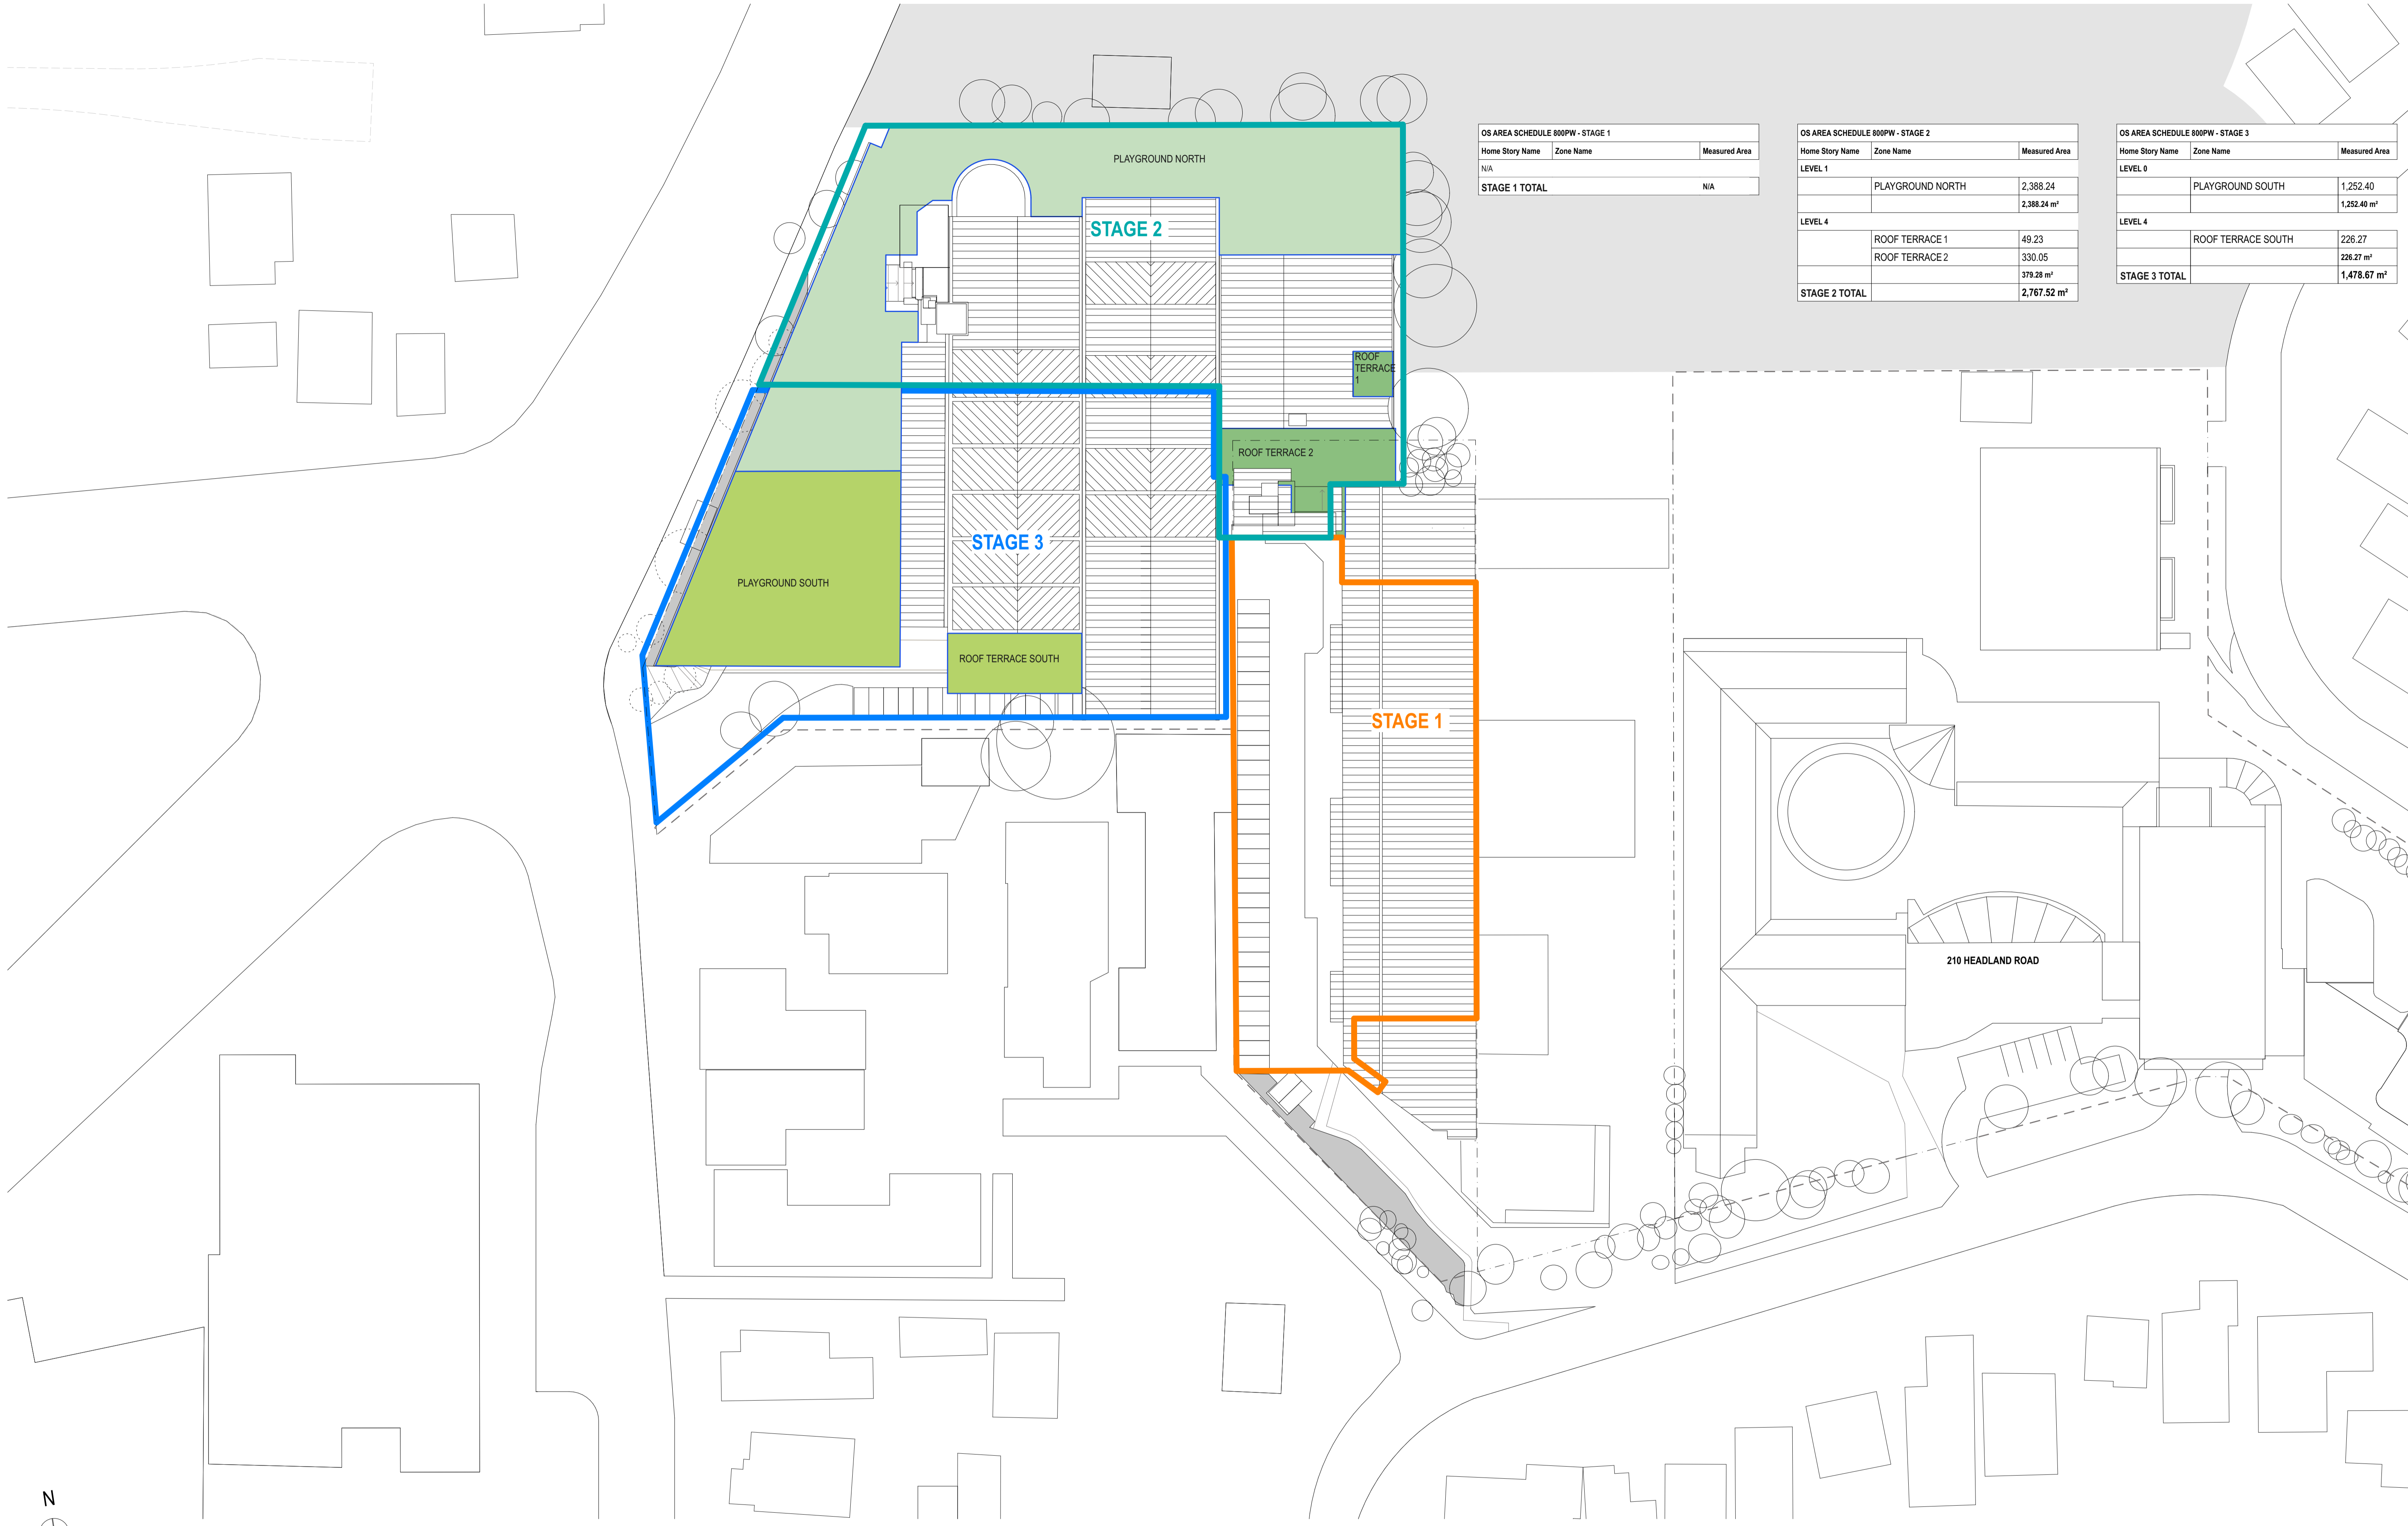 OS AREA SCHEDULE 800PW - STAGE 1
Home Story Name Zone Name Measured Area
N/A
STAGE 1 TOTAL N/A
OS AREA SCHEDULE 800PW - STAGE 2
Home Story Name Zone Name Measured Area
LEVEL 1
PLAYGROUND NORTH 2,388.24
2,388.24 m²
LEVEL 4
ROOF TERRACE 1 49.23
ROOF TERRACE 2 330.05
379.28 m²
STAGE 2 TOTAL 2,767.52 m²
OS AREA SCHEDULE 800PW - STAGE 3
Home Story Name Zone Name Measured Area
LEVEL 0
PLAYGROUND SOUTH 1,252.40
1,252.40 m²
LEVEL 4
ROOF TERRACE SOUTH 226.27
226.27 m²
STAGE 3 TOTAL 1,478.67 m²
PLAYGROUND NORTH
STAGE 2
ROOF
TERRACE
1
ROOF TERRACE 2
STAGE 3
PLAYGROUND SOUTH
ROOF TERRACE SOUTH
STAGE 1
210 HEADLAND ROAD
N